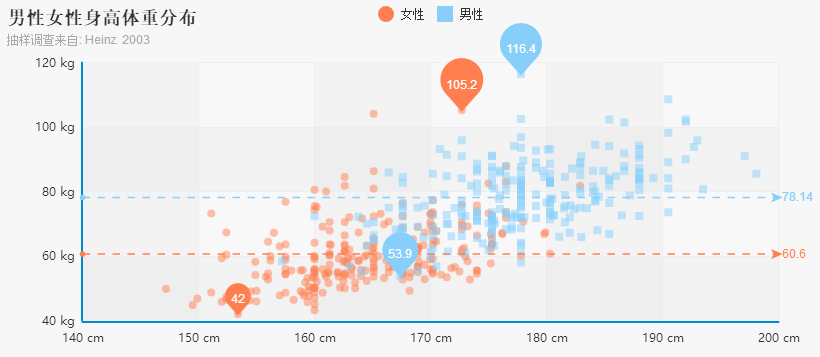 男性女性身高体重分布
抽样调查来自: Heinz 2003
女性 男性
120 kg
100 kg
80 kg
60 kg
40 kg
116.4
105.2
78.14
53.9
60.6
42
140 cm 150 cm 160 cm 170 cm 180 cm 190 cm 200 cm